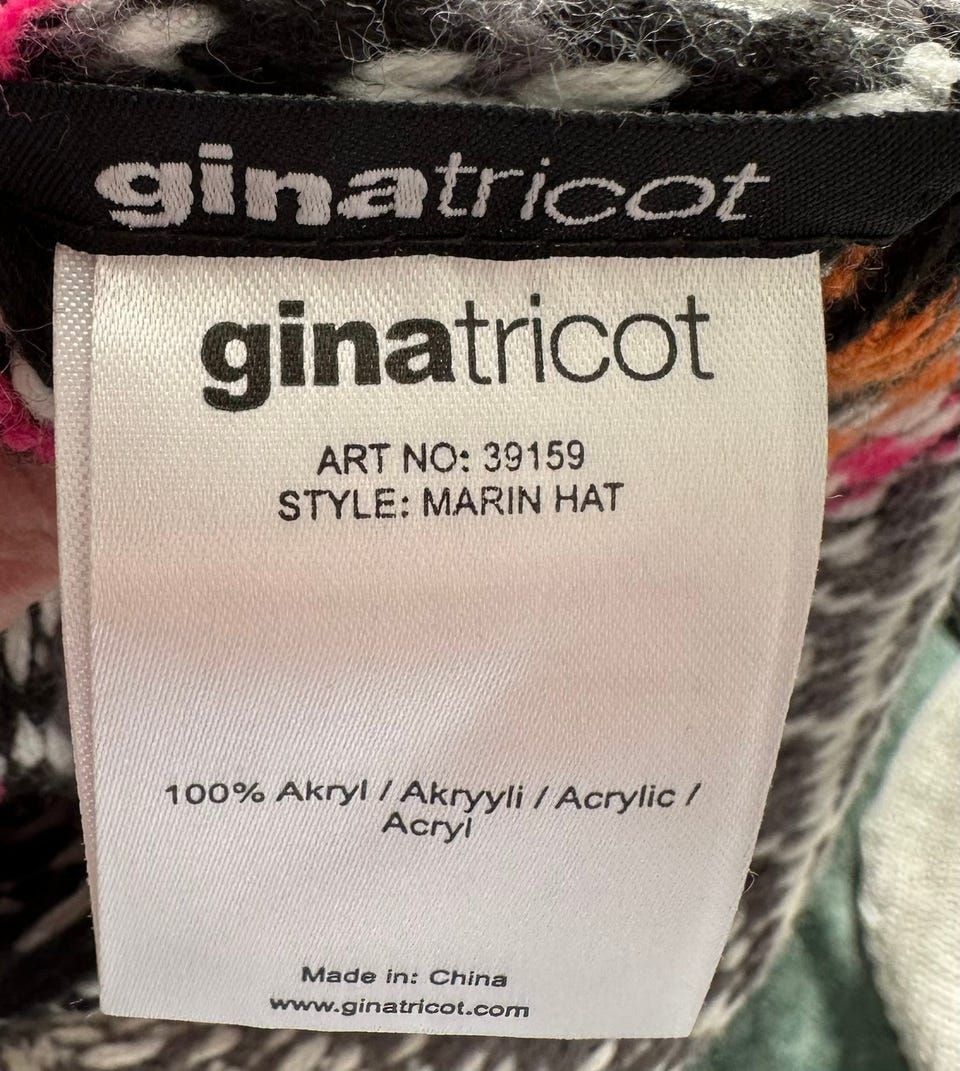 ginatricot
ginatricot
ART NO: 39159
STYLE: MARIN HAT
100% Akryl / Akryyli / Acrylic /
Acryl
Made in: China
www.ginatricot.com